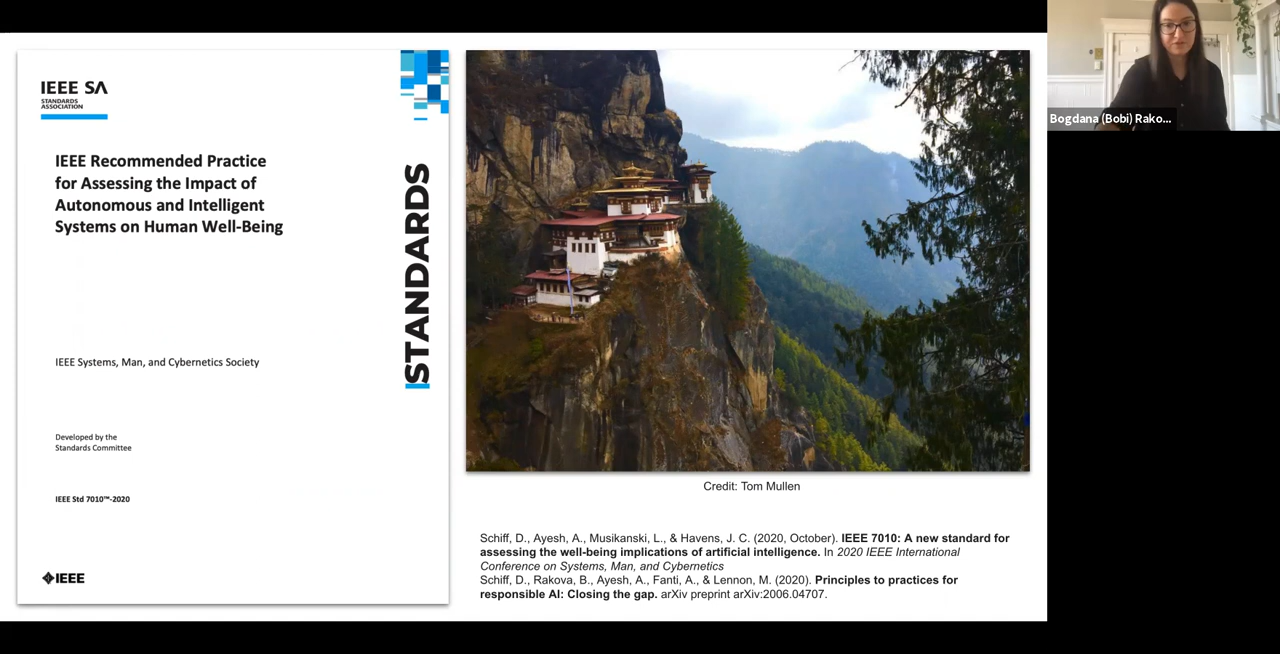 IEEE SA
STANDARDS
ASSOCIATION
IEEE Recommended Practice
for Assessing the Impact of
Autonomous and Intelligent
Systems on Human Well-Being
STANDARDS
IEEE Systems, Man, and Cybernetics Society
Developed by the
Standards Committee
IEEE Std 7010™-2020
IEEE
Credit: Tom Mullen
Schiff, D., Ayesh, A., Musikanski, L., & Havens, J. C. (2020, October). IEEE 7010: A new standard for
assessing the well-being implications of artificial intelligence. In 2020 IEEE International
Conference on Systems, Man, and Cybernetics
Schiff, D., Rakova, B., Ayesh, A., Fanti, A., & Lennon, M. (2020). Principles to practices for
responsible AI: Closing the gap. arXiv preprint arXiv:2006.04707.
Bogdana (Bobi) Rako...